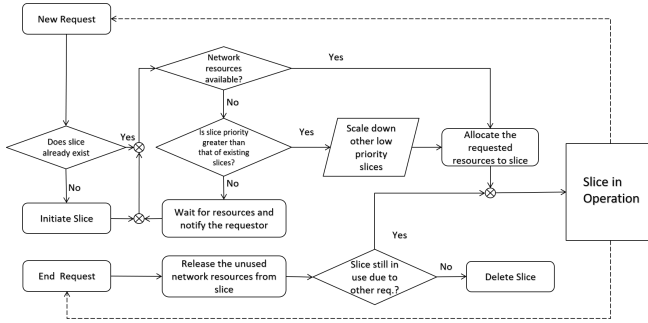 New Request
Network
resources
available?
Yes
No
Does slice
already exist
Yes
Is slice priority
greater than
that of existing
slices?
Yes
Scale down
other low
priority
slices
Allocate the
requested
resources to slice
No
No
Initiate Slice
Wait for resources and
notify the requestor
Slice in
Operation
Yes
End Request
Release the unused
network resources from
slice
Slice still in
use due to
other req.?
No
Delete Slice